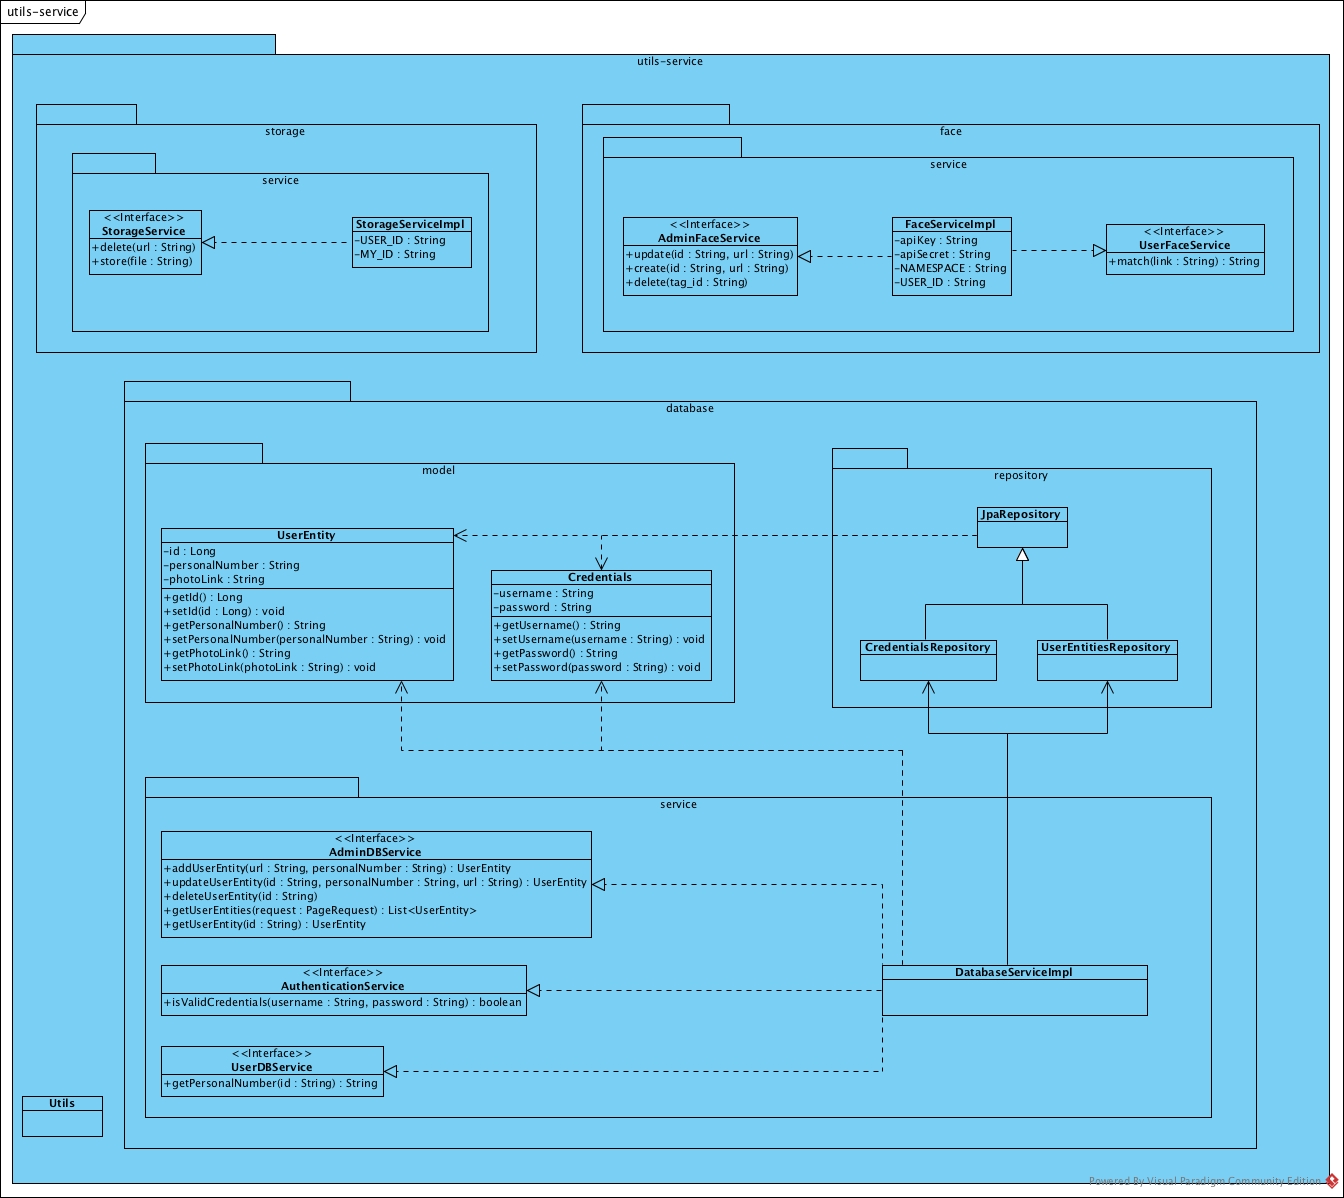 utils-service
utils-service
storage
service
<<Interface>>
StorageService
+delete(url : String)
+store(file : String)
StorageServiceImpl
-USER_ID : String
-MY_ID : String
face
service
<<Interface>>
AdminFaceService
+update(id : String, url : String)
+create(id : String, url : String)
+delete(tag_id : String)
FaceServiceImpl
-apiKey : String
-apiSecret : String
-NAMESPACE : String
-USER_ID : String
<<Interface>>
UserFaceService
+match(link : String) : String
database
model
UserEntity
-id : Long
-personalNumber : String
-photoLink : String
+getId() : Long
+setId(id : Long) : void
+getPersonalNumber() : String
+setPersonalNumber(personalNumber : String) : void
+getPhotoLink() : String
+setPhotoLink(photoLink : String) : void
Credentials
-username : String
-password : String
+getUsername() : String
+setUsername(username : String) : void
+getPassword() : String
+setPassword(password : String) : void
repository
JpaRepository
CredentialsRepository
UserEntitiesRepository
service
<<Interface>>
AdminDBService
+addUserEntity(url : String, personalNumber : String) : UserEntity
+updateUserEntity(id : String, personalNumber : String, url : String) : UserEntity
+deleteUserEntity(id : String)
+getUserEntities(request : PageRequest) : List<UserEntity>
+getUserEntity(id : String) : UserEntity
<<Interface>>
AuthenticationService
+isValidCredentials(username : String, password : String) : boolean
DatabaseServiceImpl
<<Interface>>
UserDBService
+getPersonalNumber(id : String) : String
Utils
Powered By Visual Paradigm Community Edition